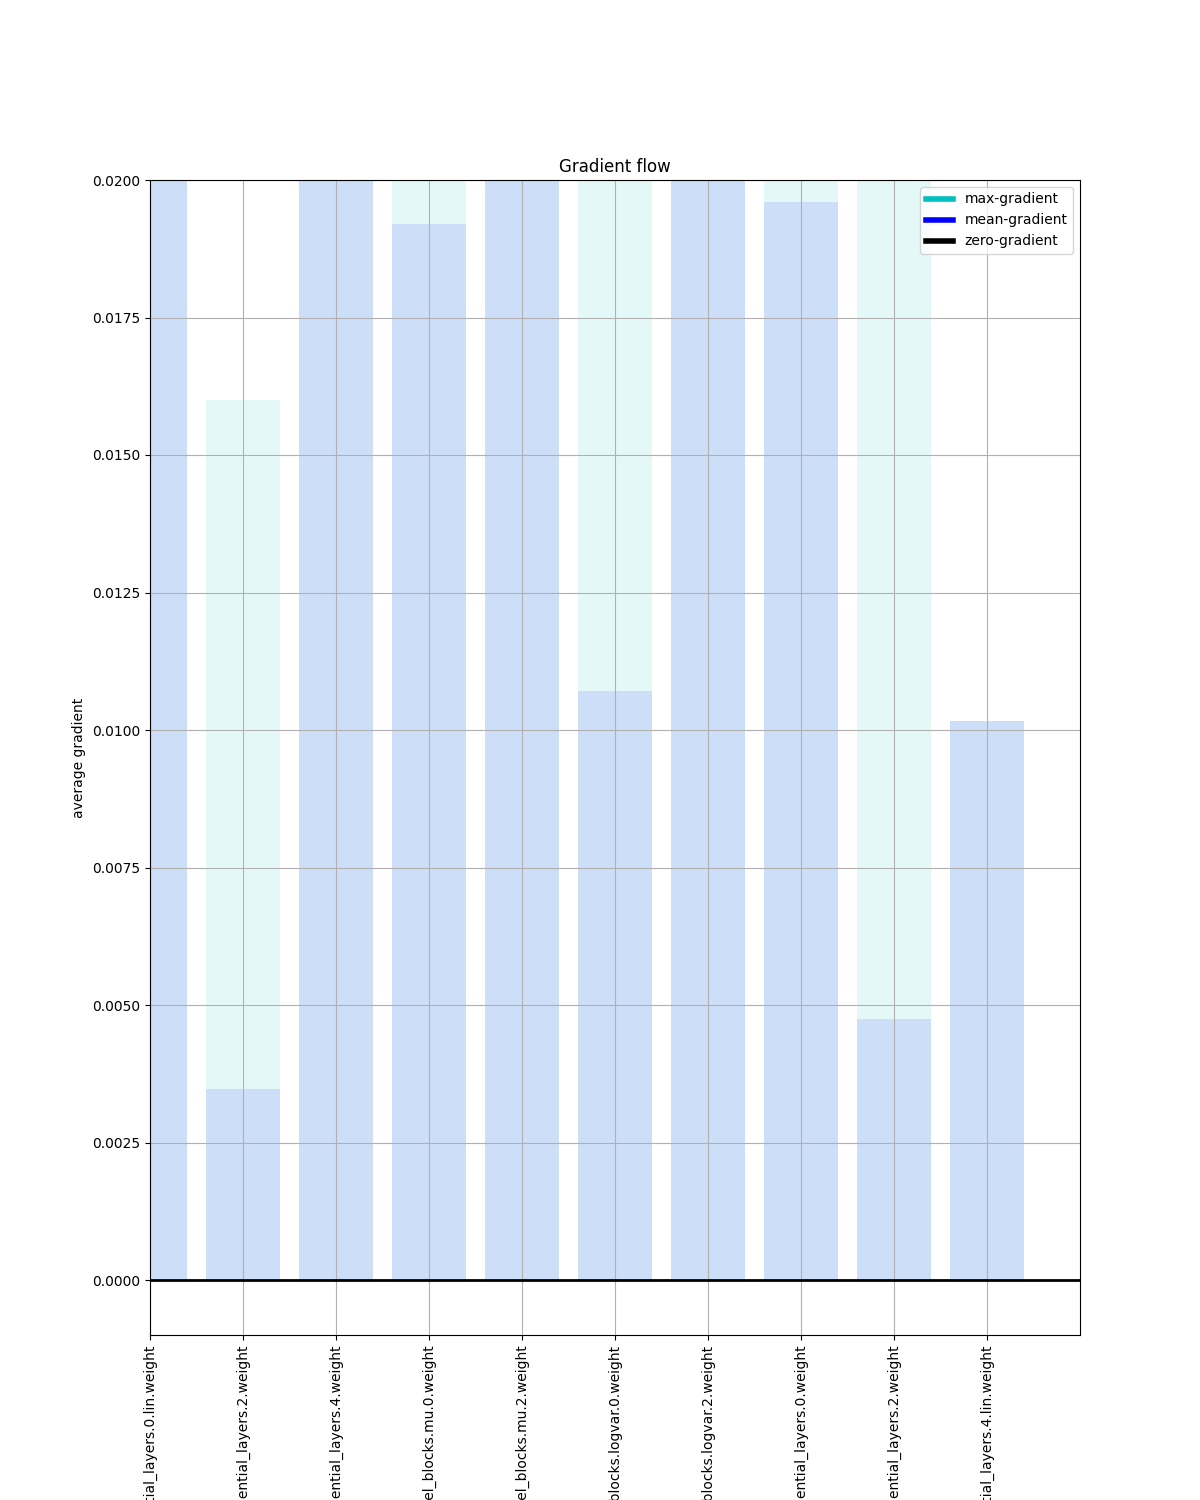 Gradient flow
max-gradient
mean-gradient
zero-gradient
0.0200
0.0175
0.0150
0.0125
0.0100
0.0075
0.0050
0.0025
0.0000
average gradient
tial_layers.0.lin.weight
ential_layers.2.weight
ential_layers.4.weight
el_blocks.mu.0.weight
el_blocks.mu.2.weight
blocks.logvar.0.weight
blocks.logvar.2.weight
ential_layers.0.weight
ential_layers.2.weight
tial_layers.4.lin.weight